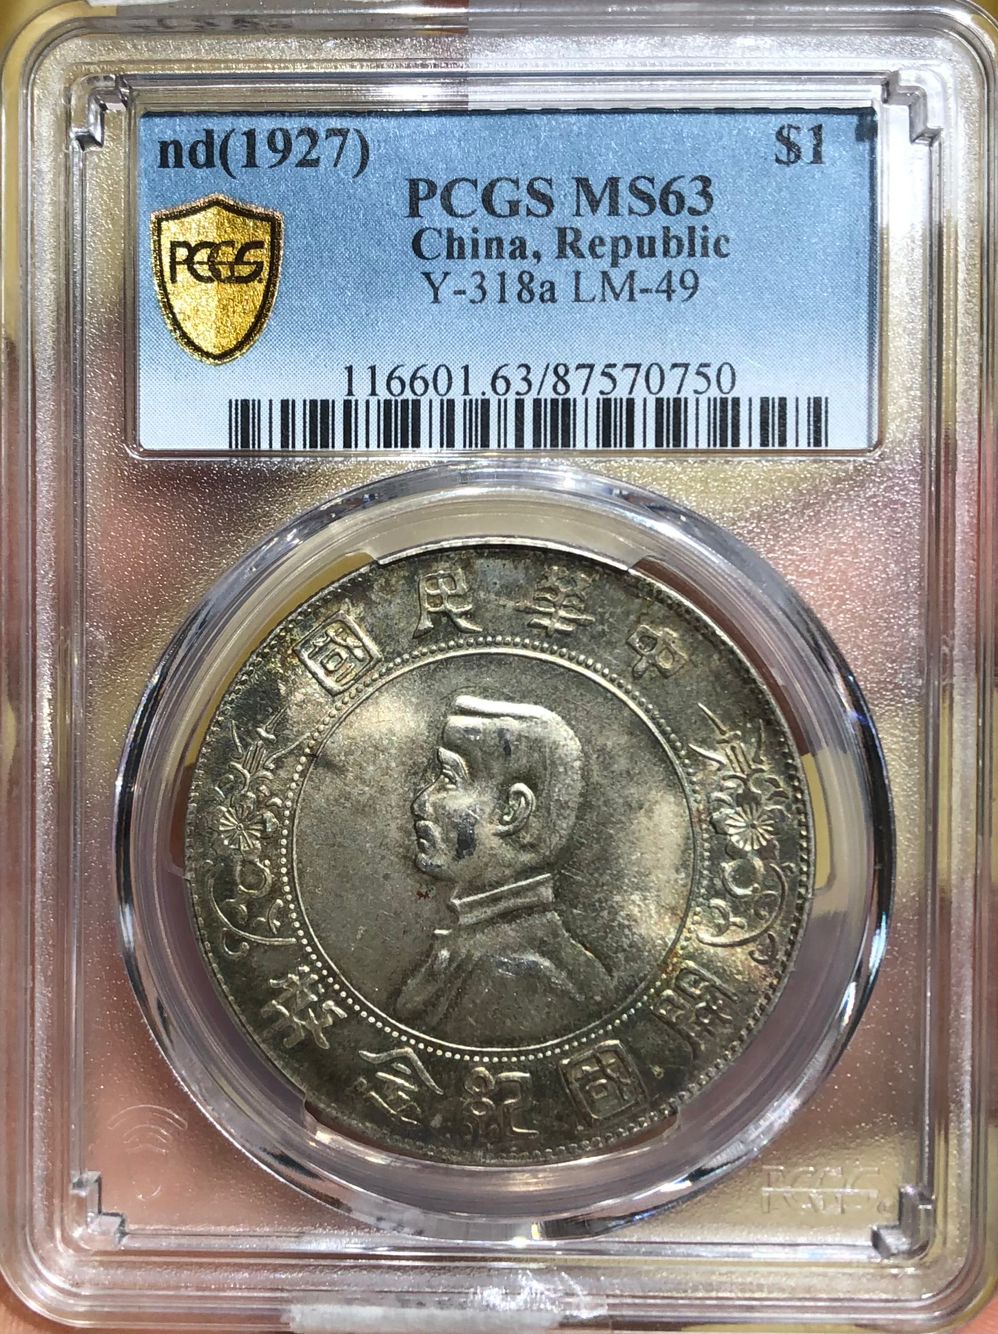 nd(1927) $1
PCGS MS63
China, Republic
Y-318a LM-49
PCGS
116601.63/87570750
中華民國
開國紀念幣
PCGS